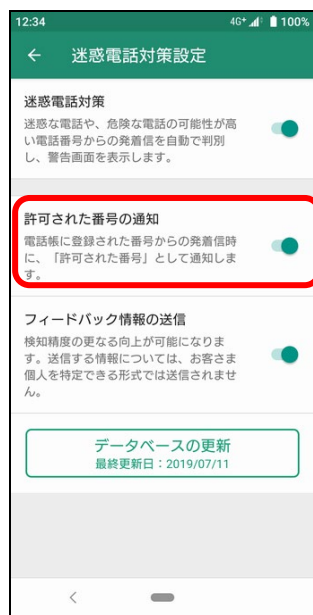 12:34 4G+ 100%
← 迷惑電話対策設定
迷惑電話対策
迷惑な電話や、危険な電話の可能性が高
い電話番号からの発着信を自動で判別
し、警告画面を表示します。
許可された番号の通知
電話帳に登録された番号からの発着信時
に、「許可された番号」として通知しま
す。
フィードバック情報の送信
検知精度の更なる向上が可能になりま
す。送信する情報については、お客さま
個人を特定できる形式では送信されませ
ん。
データベースの更新
最終更新日：2019/07/11